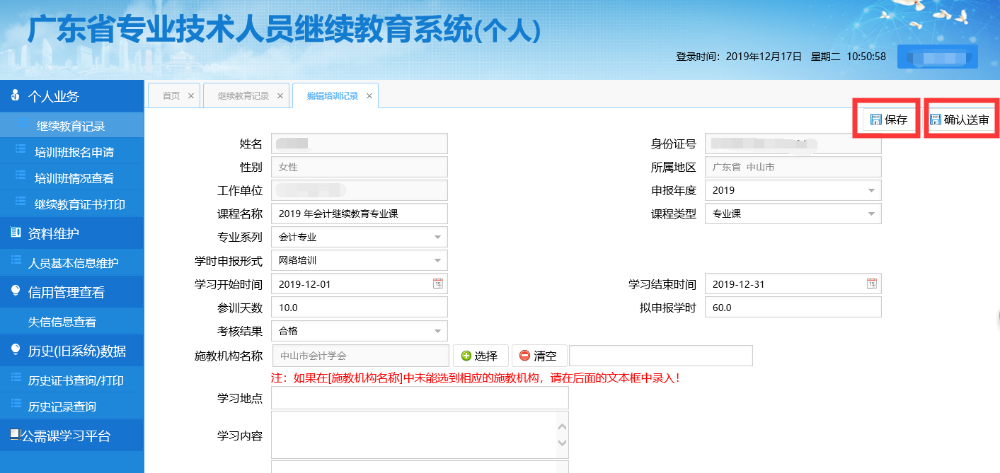 广东省专业技术人员继续教育系统(个人)
登录时间：2019年12月17日 星期二 10:50:58
个人业务
继续教育记录
培训班报名申请
培训班情况查看
继续教育证书打印
资料维护
人员基本信息维护
信用管理查看
失信信息查看
历史(旧系统)数据
历史证书查询/打印
历史记录查询
公需课学习平台
首页 × 继续教育记录 × 编辑培训记录 ×
保存 确认送审
姓名 身份证号
性别 女性 所属地区 广东省 中山市
工作单位 申报年度 2019
课程名称 2019 年会计继续教育专业课 课程类型 专业课
专业系列 会计专业
学时申报形式 网络培训
学习开始时间 2019-12-01 学习结束时间 2019-12-31
参训天数 10.0 拟申报学时 60.0
考核结果 合格
施教机构名称 中山市会计学会 选择 清空
注：如果在[施教机构名称]中未能选到相应的施教机构，请在后面的文本框中录入！
学习地点
学习内容